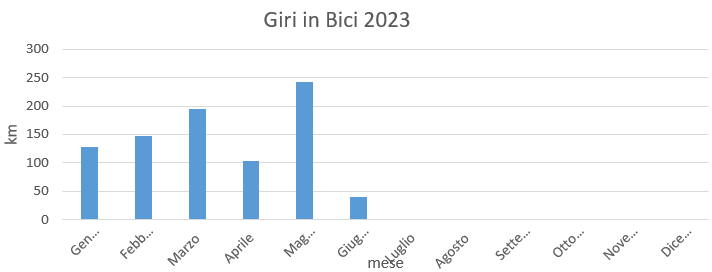 Giri in Bici 2023
300
250
200
150
100
50
0
km
Gen...
Febb...
Marzo
Aprile
Mag...
Giug...
Luglio
Agosto
Sette...
Otto...
Nove...
Dice...
mese